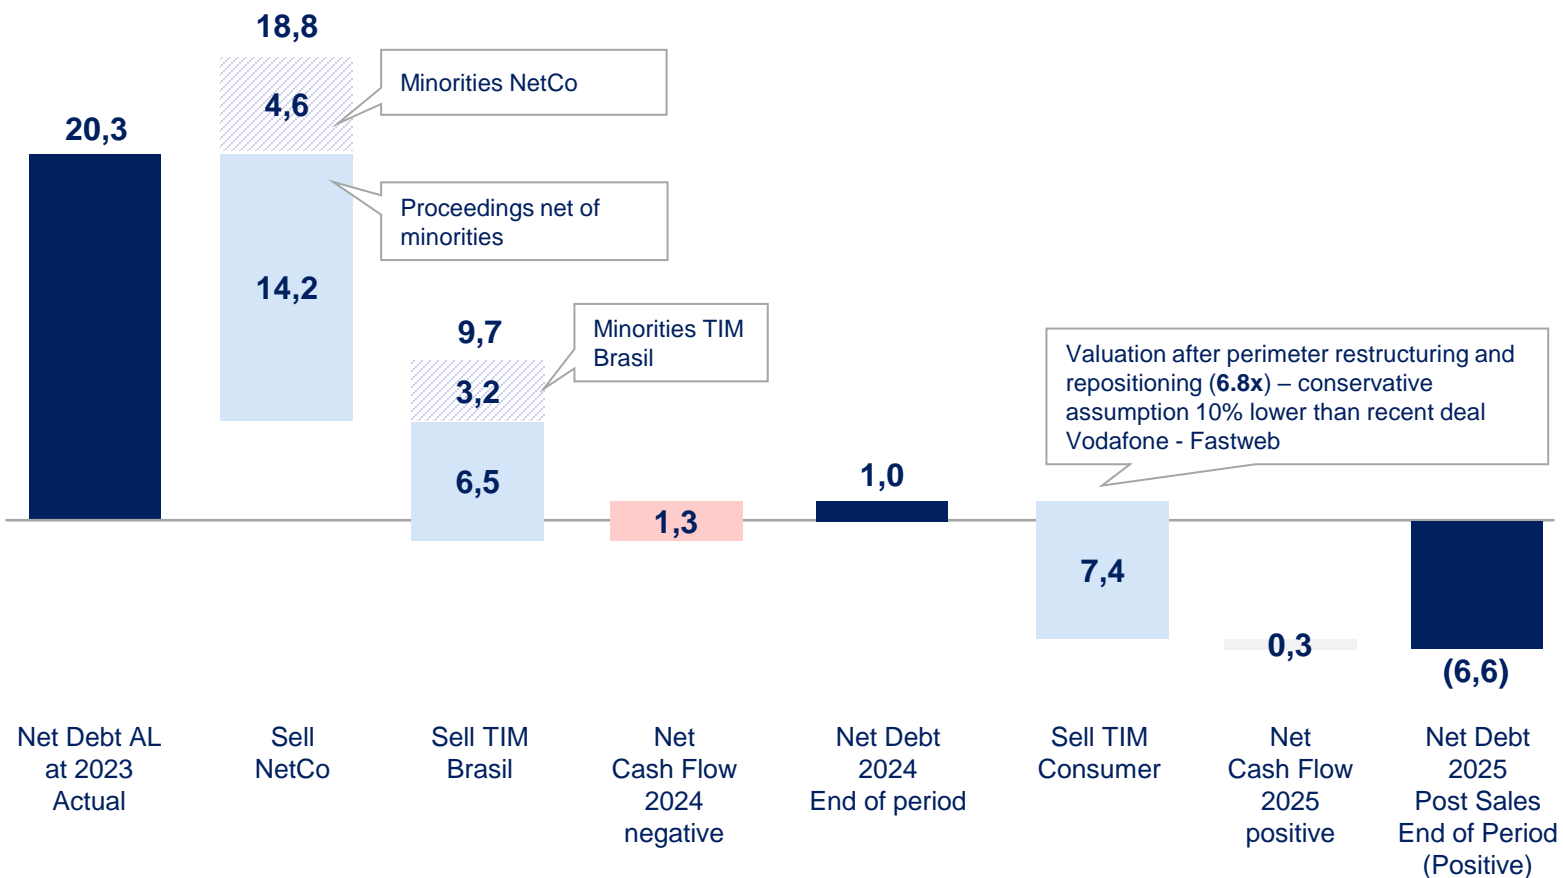 18,8
Minorities NetCo
4,6
20,3
Proceedings net of
minorities
14,2
9,7
Minorities TIM
Brasil
3,2
Valuation after perimeter restructuring and
repositioning (6.8x) – conservative
assumption 10% lower than recent deal
Vodafone - Fastweb
6,5
1,0
1,3
7,4
0,3
(6,6)
Net Debt AL
at 2023
Actual
Sell
NetCo
Sell TIM
Brasil
Net
Cash Flow
2024
negative
Net Debt
2024
End of period
Sell TIM
Consumer
Net
Cash Flow
2025
positive
Net Debt
2025
Post Sales
End of Period
(Positive)